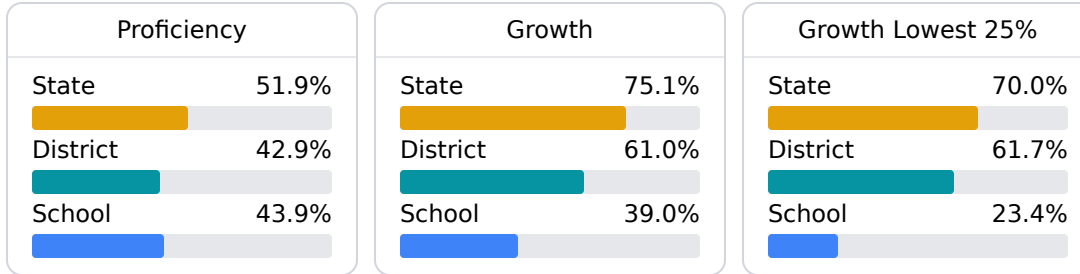 Proficiency
State 51.9%
District 42.9%
School 43.9%
Growth
State 75.1%
District 61.0%
School 39.0%
Growth Lowest 25%
State 70.0%
District 61.7%
School 23.4%